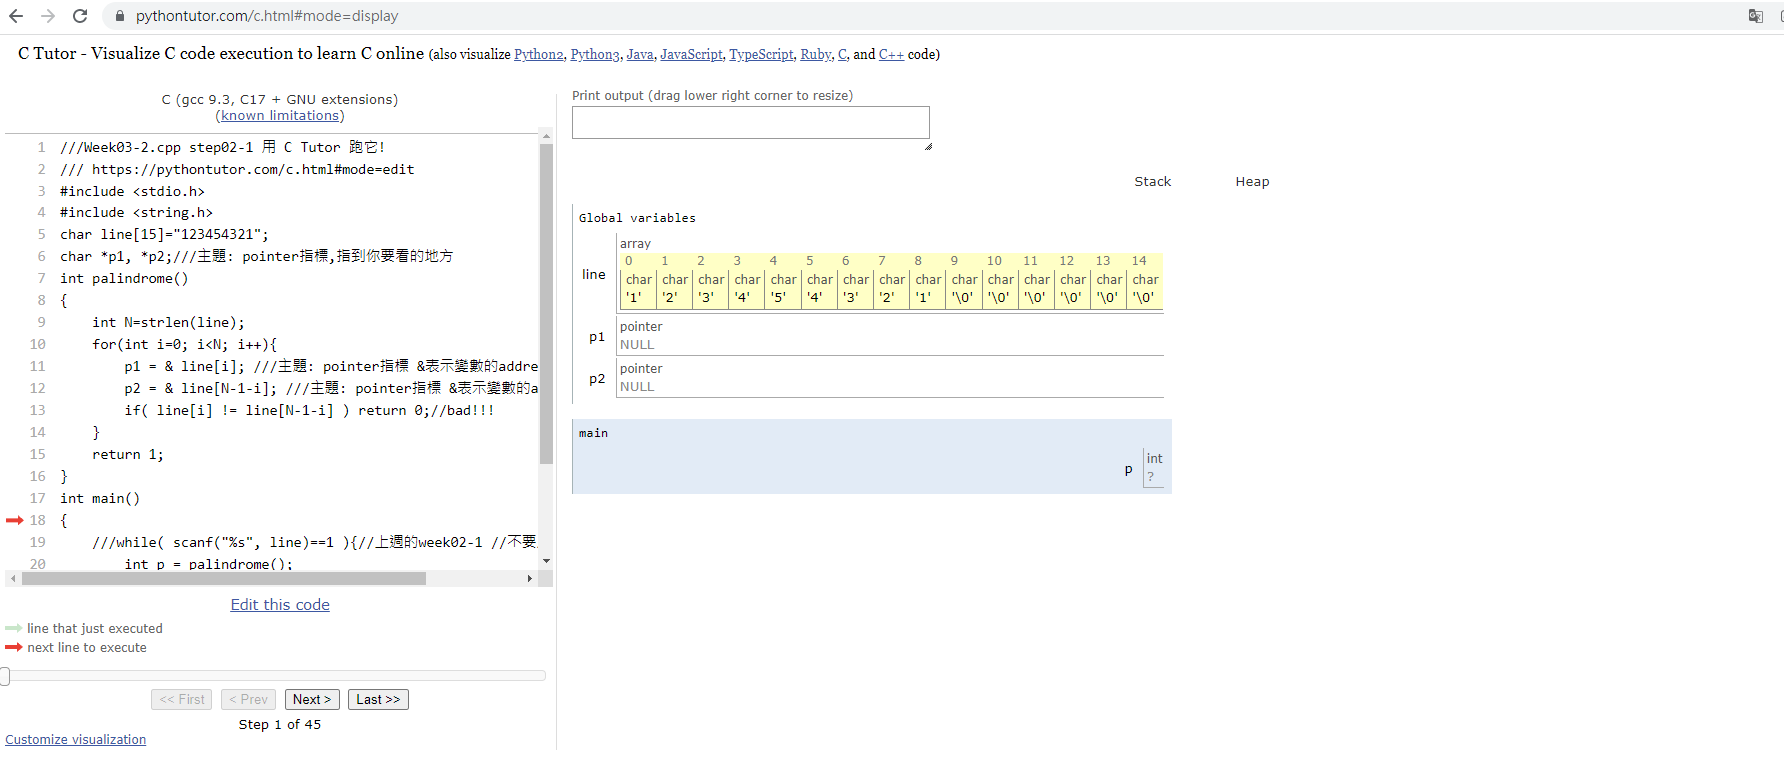 pythontutor.com/c.html#mode=display
C Tutor - Visualize C code execution to learn C online (also visualize Python2, Python3, Java, JavaScript, TypeScript, Ruby, C, and C++ code)
C (gcc 9.3, C17 + GNU extensions)
(known limitations)
1 ///Week03-2.cpp step02-1 用 C Tutor 跑它!
2 /// https://pythontutor.com/c.html#mode=edit
3 #include <stdio.h>
4 #include <string.h>
5 char line[15]="123454321";
6 char *p1, *p2;///主題: pointer指標,指到你要看的地方
7 int palindrome()
8 {
9 int N=strlen(line);
10 for(int i=0; i<N; i++){
11 p1 = & line[i]; ///主題: pointer指標 &表示變數的addre
12 p2 = & line[N-1-i]; ///主題: pointer指標 &表示變數的a
13 if( line[i] != line[N-1-i] ) return 0;//bad!!!
14 }
15 return 1;
16 }
17 int main()
18 {
19 ///while( scanf("%s", line)==1 ){//上週的week02-1 //不要
20 int p = palindrome();
Edit this code
line that just executed
next line to execute
<< First < Prev Next > Last >>
Step 1 of 45
Customize visualization
Print output (drag lower right corner to resize)
Stack Heap
Global variables
array
0 1 2 3 4 5 6 7 8 9 10 11 12 13 14
line
char char char char char char char char char char char char char char char
'1' '2' '3' '4' '5' '4' '3' '2' '1' '\0' '\0' '\0' '\0' '\0' '\0'
pointer
p1
NULL
pointer
p2
NULL
main
int
p
?